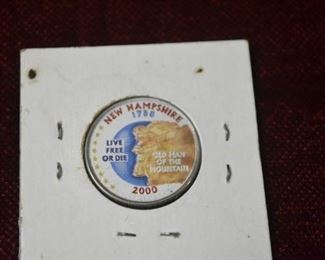 NEW HAMPSHIRE
1788
LIVE
FREE
OR DIE
OLD MAN
OF THE
MOUNTAIN
2000